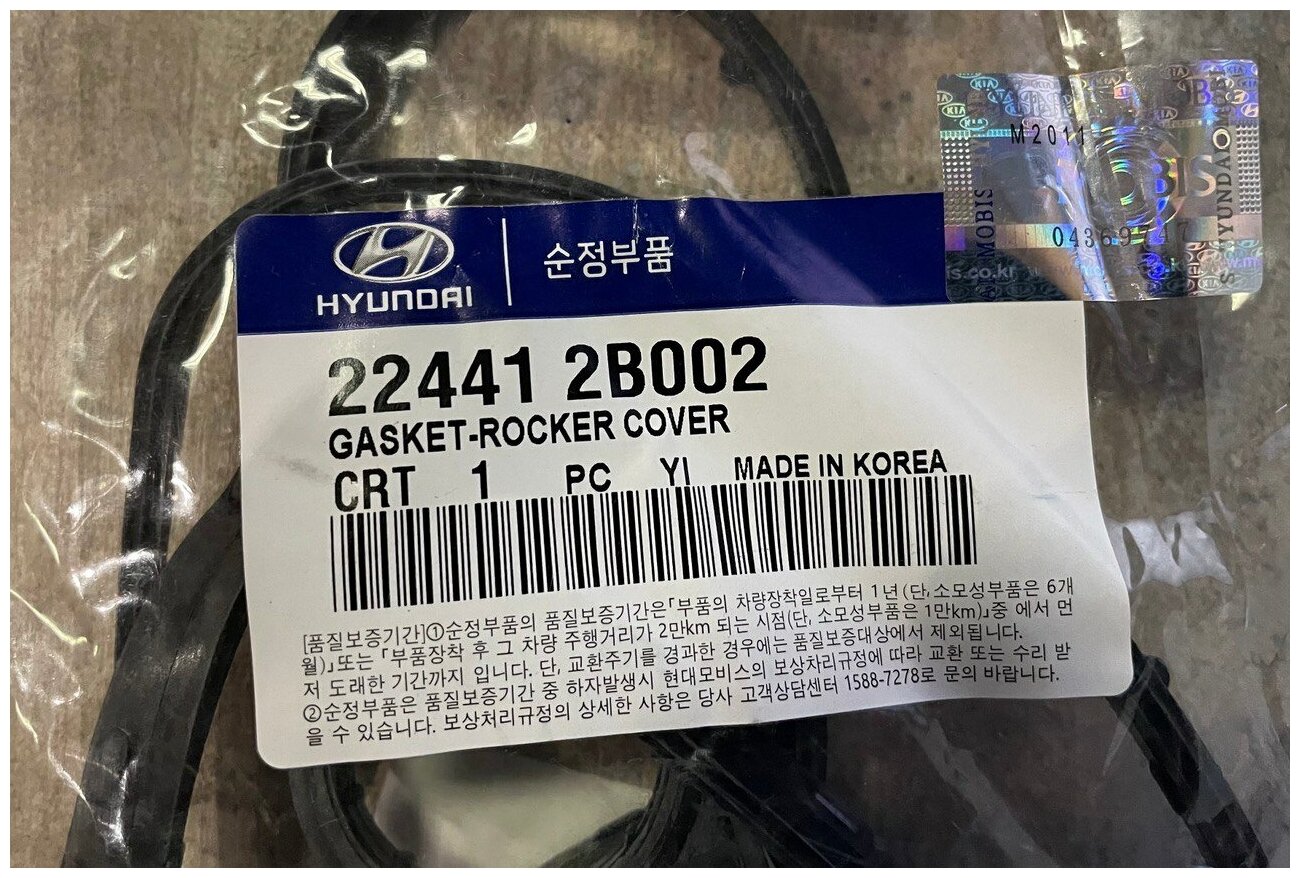 HYUNDAI
순정부품
22441 2B002
GASKET-ROCKER COVER
CRT 1 PC YI MADE IN KOREA
[품질보증기간]①순정부품의 품질보증기간은「부품의 차량장착일로부터 1년(단, 소모성부품은 6개
월)」또는 「부품장착 후 그 차량 주행거리가 2만km 되는 시점(단, 소모성부품은 1만km)」중 에서 먼
저 도래한 기간까지 입니다. 단, 교환주기를 경과한 경우에는 품질보증대상에서 제외됩니다.
②순정부품은 품질보증기간 중 하자발생시 현대모비스의 보상처리규정에 따라 교환 또는 수리 받
을 수 있습니다. 보상처리규정의 상세한 사항은 당사 고객상담센터 1588-7278로 문의 바랍니다.
KIA
KIA
KIA
M2011
MOBIS
HYUNDAI
is.co.kr